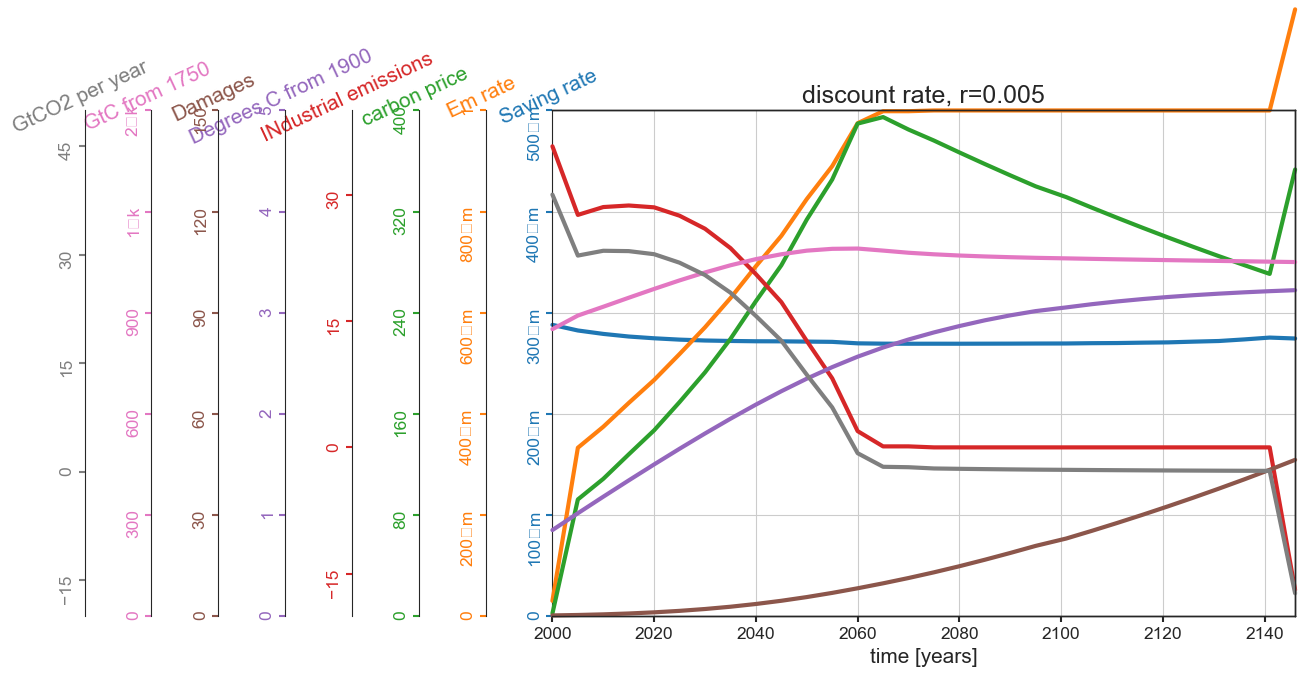 discount rate, r=0.005
GtCO2 per year
GtC from 1750
Damages
Degrees C from 1900
INdustrial emissions
carbon price
Em rate
Saving rate
45
30
15
0
−15
1□k
900
600
300
0
150
120
90
60
30
0
5
4
3
2
1
0
30
15
0
−15
400
320
240
160
80
0
800□m
600□m
400□m
200□m
0
500□m
400□m
300□m
200□m
100□m
0
2000
2020
2040
2060
2080
2100
2120
2140
time [years]